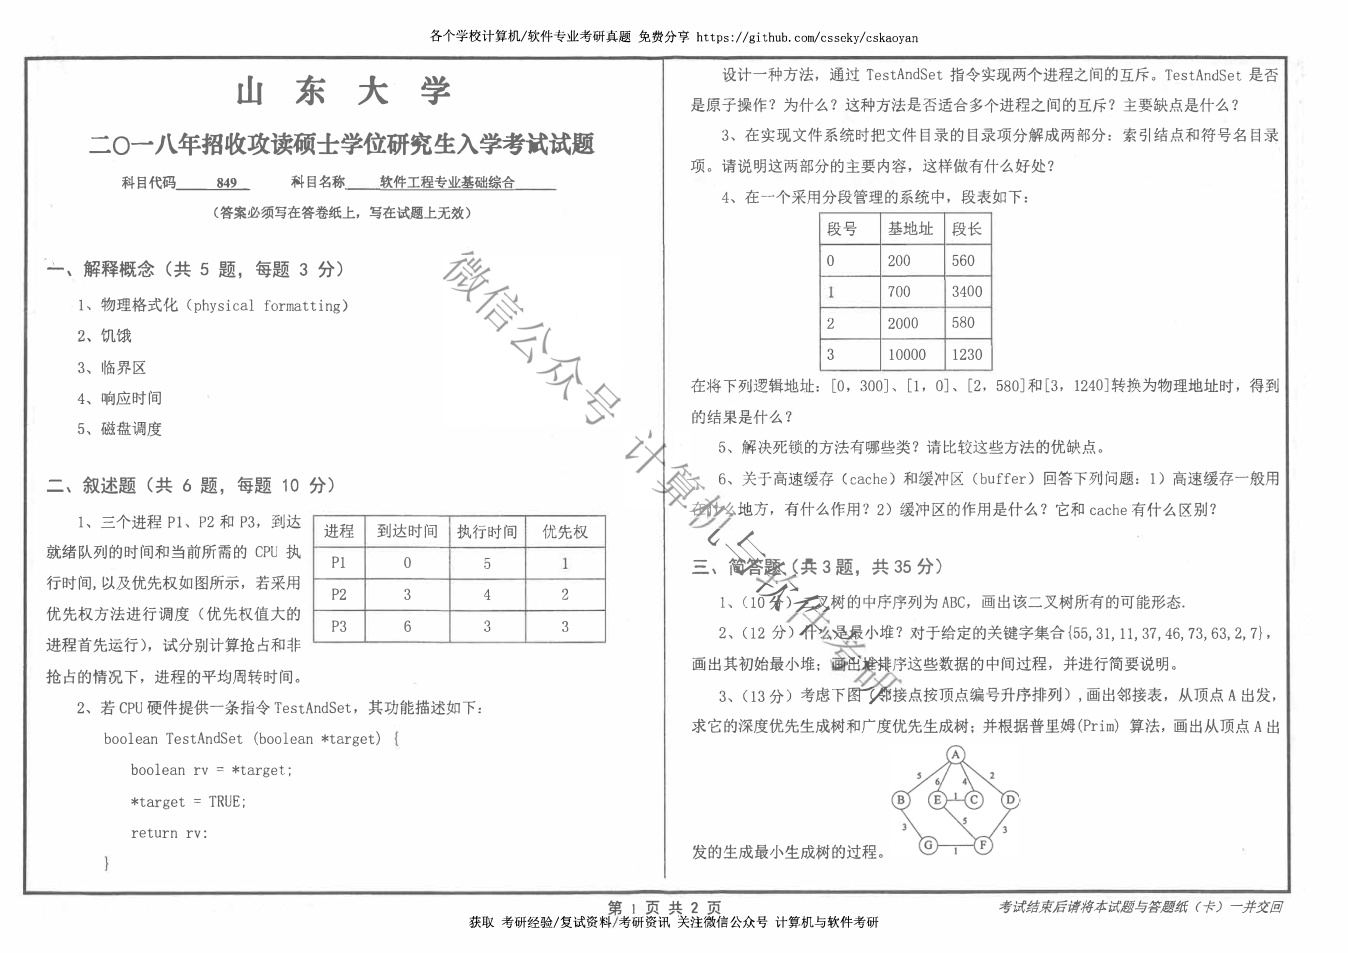 各个学校计算机/软件专业考研真题 免费分享 https://github.com/csseky/cskaoyan
山 东 大 学
二〇一八年招收攻读硕士学位研究生入学考试试题
科目代码 849 科目名称 软件工程专业基础综合
(答案必须写在答卷纸上，写在试题上无效)
一、解释概念（共 5 题，每题 3 分）
1、物理格式化（physical formatting）
2、饥饿
3、临界区
4、响应时间
5、磁盘调度
二、叙述题（共 6 题，每题 10 分）
1、三个进程 P1、P2 和 P3，到达
就绪队列的时间和当前所需的 CPU 执
行时间,以及优先权如图所示，若采用
优先权方法进行调度（优先权值大的
进程首先运行），试分别计算抢占和非
抢占的情况下，进程的平均周转时间。
进程 到达时间 执行时间 优先权
P1 0 5 1
P2 3 4 2
P3 6 3 3
2、若 CPU 硬件提供一条指令 TestAndSet，其功能描述如下：
boolean TestAndSet (boolean *target) {
boolean rv = *target;
*target = TRUE;
return rv:
}
设计一种方法，通过 TestAndSet 指令实现两个进程之间的互斥。TestAndSet 是否
是原子操作？为什么？这种方法是否适合多个进程之间的互斥？主要缺点是什么？
3、在实现文件系统时把文件目录的目录项分解成两部分：索引结点和符号名目录
项。请说明这两部分的主要内容，这样做有什么好处？
4、在一个采用分段管理的系统中，段表如下：
段号 基地址 段长
0 200 560
1 700 3400
2 2000 580
3 10000 1230
在将下列逻辑地址：[0，300]、[1，0]、[2，580]和[3，1240]转换为物理地址时，得到
的结果是什么？
5、解决死锁的方法有哪些类？请比较这些方法的优缺点。
6、关于高速缓存（cache）和缓冲区（buffer）回答下列问题：1）高速缓存一般用
在什么地方，有什么作用？2）缓冲区的作用是什么？它和 cache 有什么区别？
三、简答题（共 3 题，共 35 分）
1、（10 分）二叉树的中序序列为 ABC，画出该二叉树所有的可能形态.
2、（12 分）什么是最小堆？对于给定的关键字集合{55,31,11,37,46,73,63,2,7}，
画出其初始最小堆；画出堆排序这些数据的中间过程，并进行简要说明。
3、（13 分）考虑下图（邻接点按顶点编号升序排列），画出邻接表，从顶点 A 出发，
求它的深度优先生成树和广度优先生成树；并根据普里姆(Prim) 算法，画出从顶点 A 出
A
5 6 4 2
B E 1 C D
3 5 3
G 1 F
发的生成最小生成树的过程。
微信公众号 计算机与软件考研
第 1 页 共 2 页
考试结束后请将本试题与答题纸（卡）一并交回
获取 考研经验/复试资料/考研资讯 关注微信公众号 计算机与软件考研